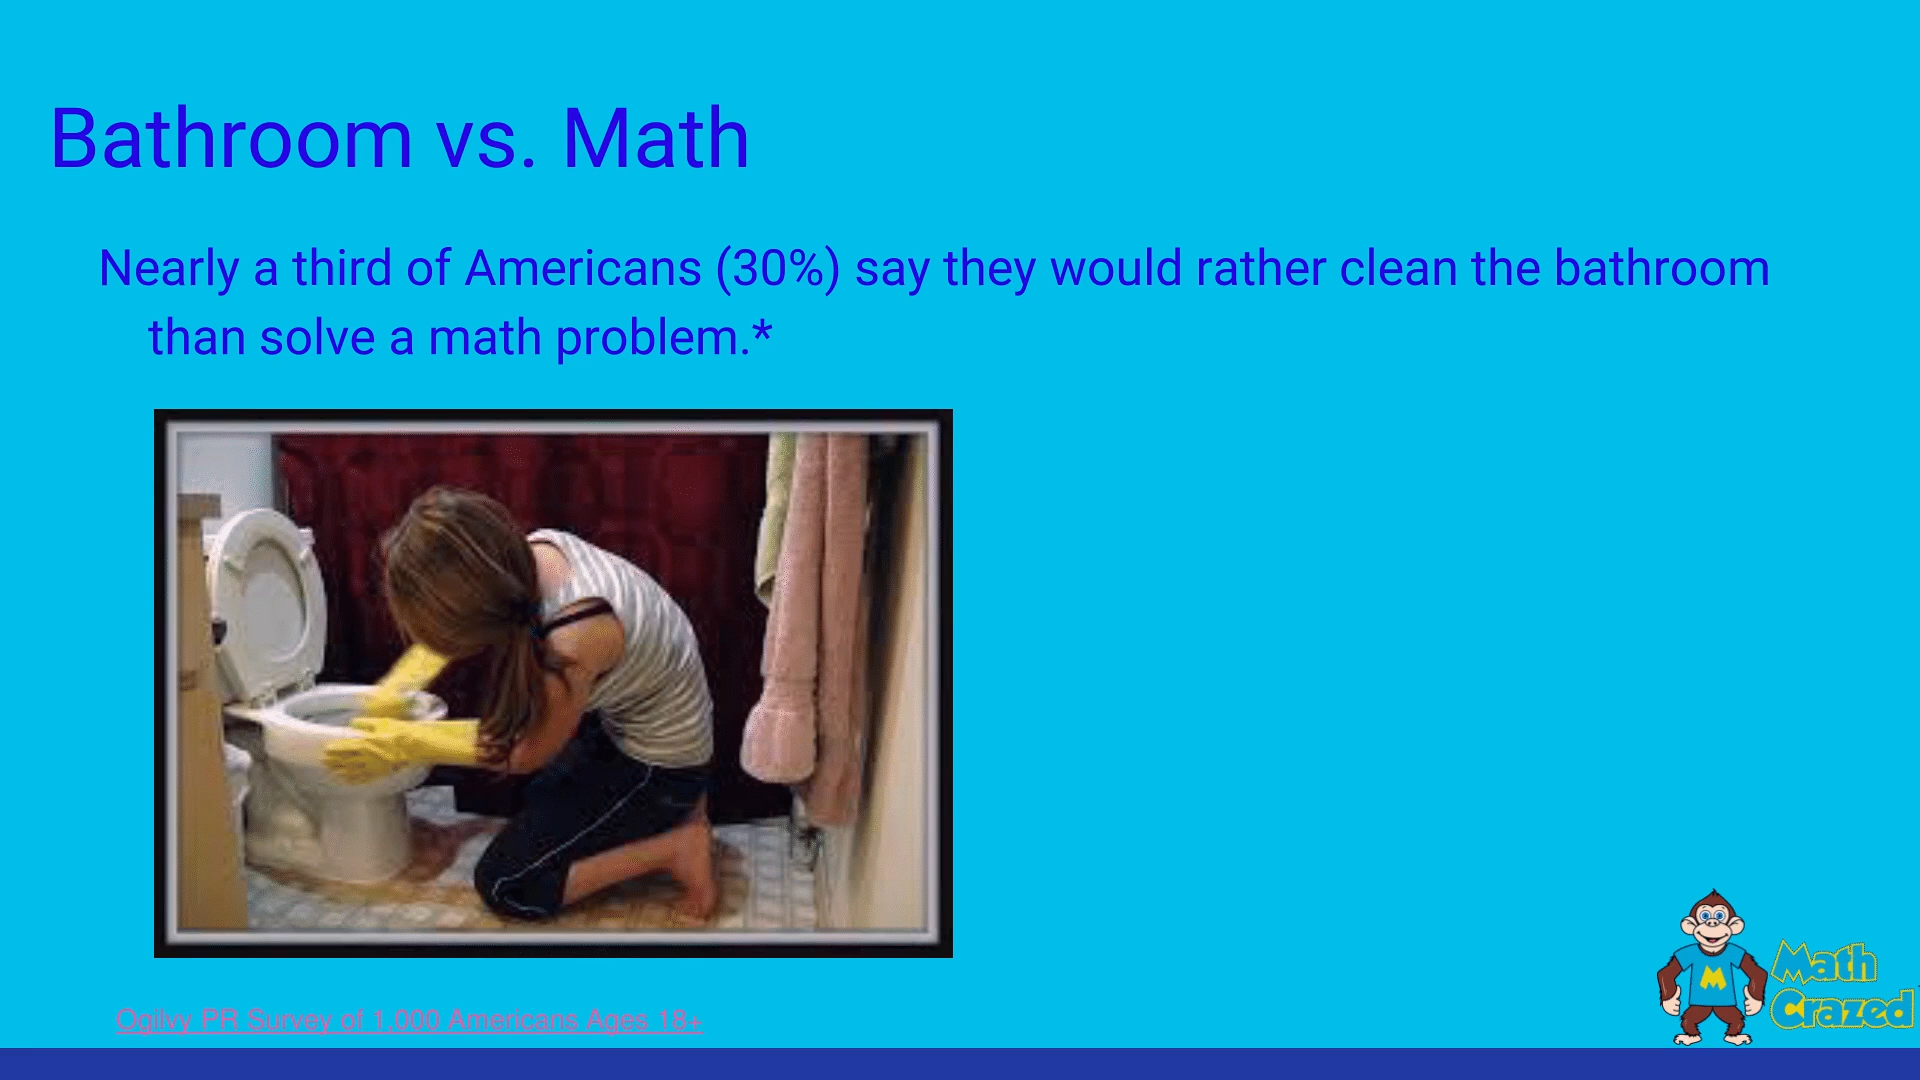 Bathroom vs. Math
Nearly a third of Americans (30%) say they would rather clean the bathroom
than solve a math problem.*
Ogilvy PR Survey of 1,000 Americans Ages 18+
M
Math
Crazed